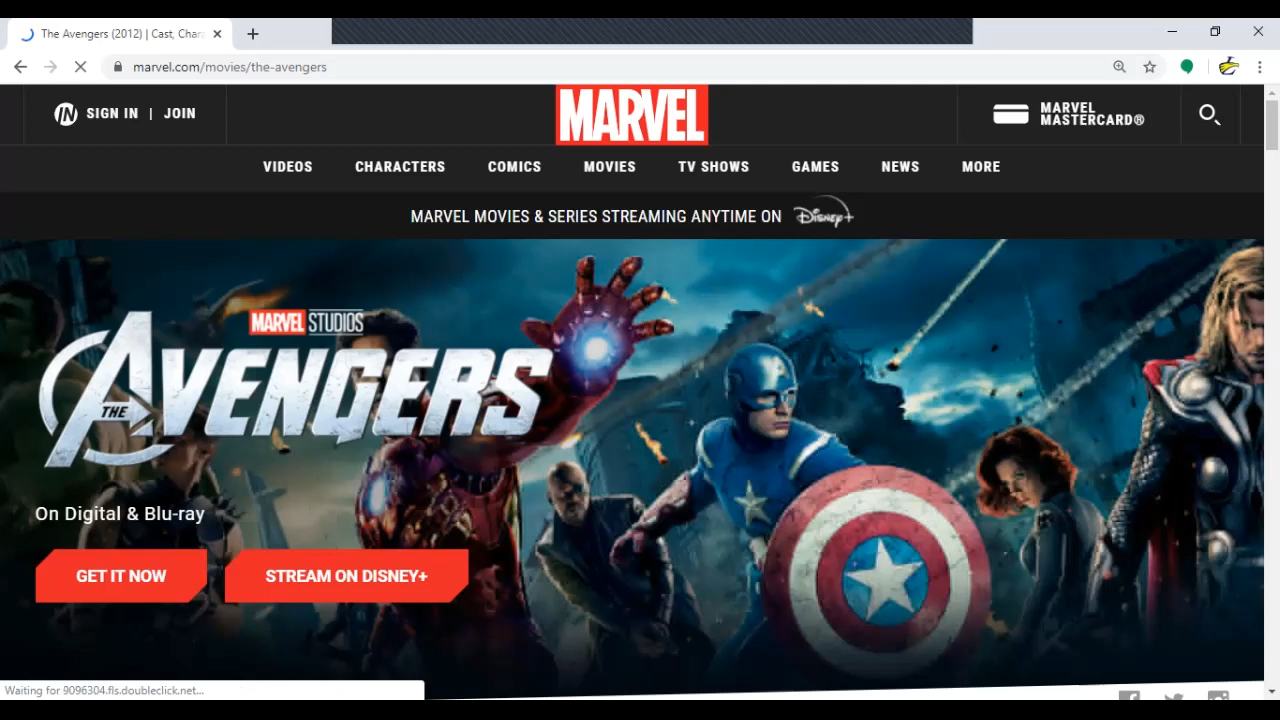 The Avengers (2012) | Cast, Chara
marvel.com/movies/the-avengers
IN SIGN IN | JOIN
MARVEL
MARVEL
MASTERCARD®
VIDEOS CHARACTERS COMICS MOVIES TV SHOWS GAMES NEWS MORE
MARVEL MOVIES & SERIES STREAMING ANYTIME ON Disney+
MARVEL STUDIOS
THE AVENGERS
On Digital & Blu-ray
GET IT NOW STREAM ON DISNEY+
Waiting for 9096304.fls.doubleclick.net...